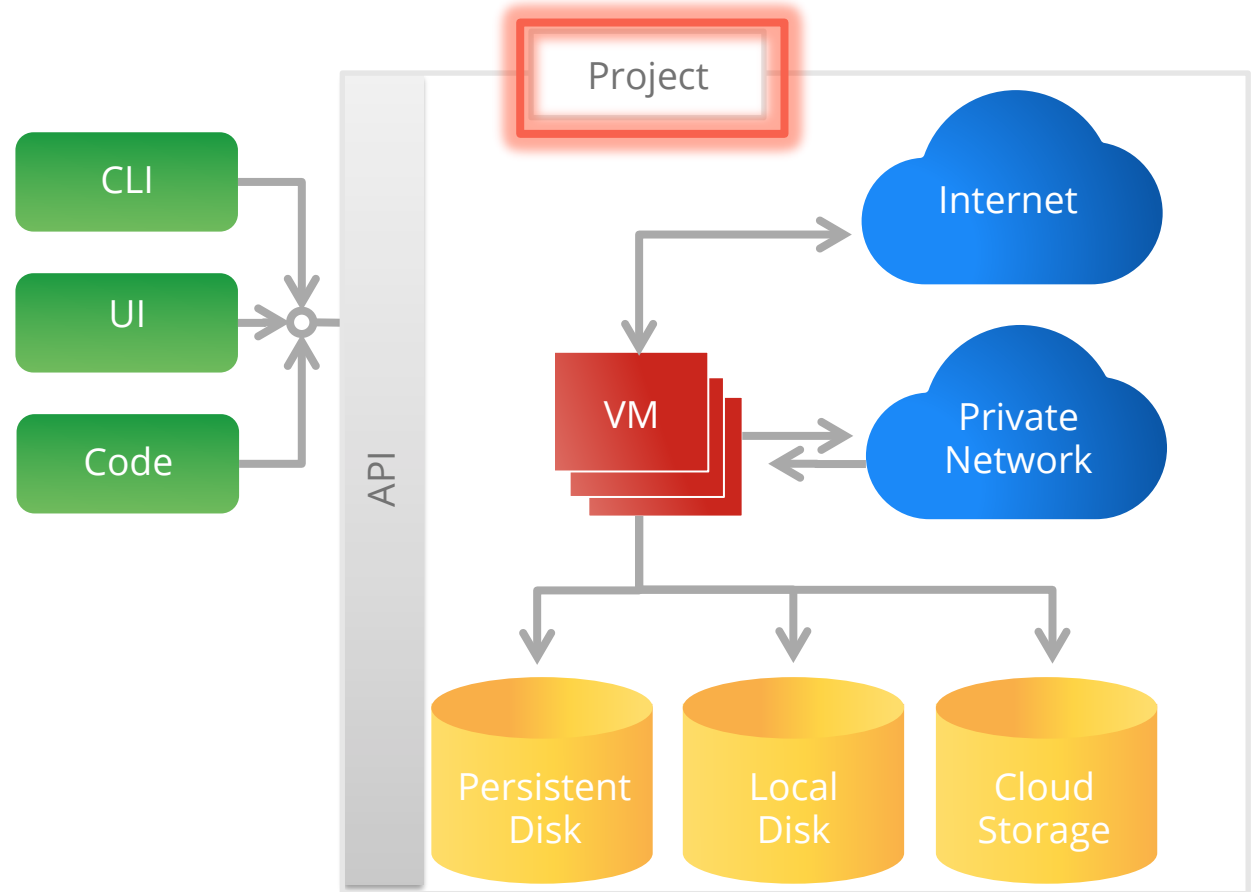 Project
CLI
UI
Code
API
Internet
VM
Private
Network
Persistent
Disk
Local
Disk
Cloud
Storage